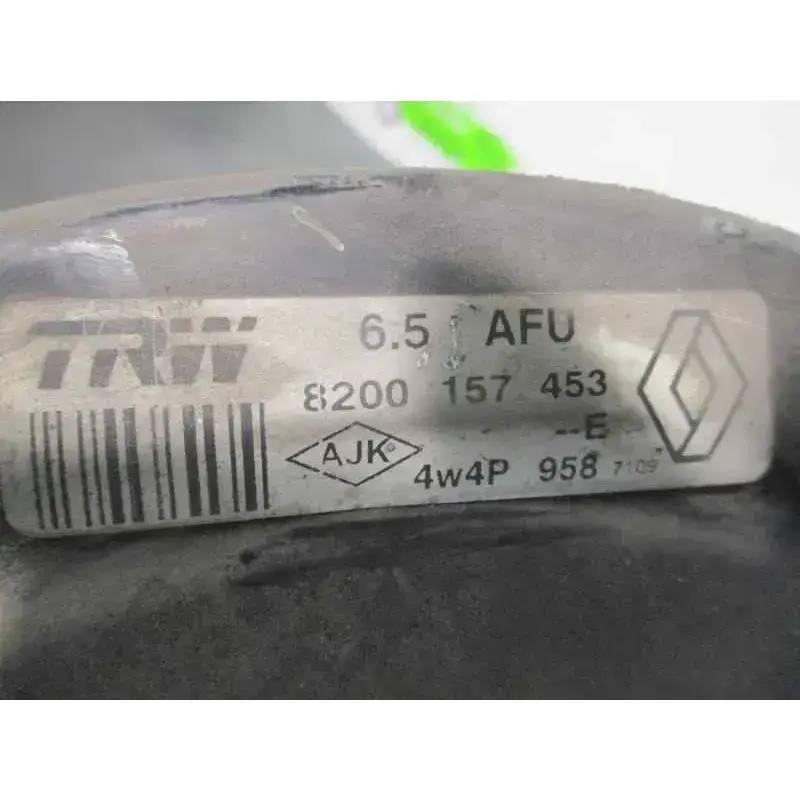 TRW
6.5 AFU
8200 157 453
--E
AJK
4w4P 958 7109